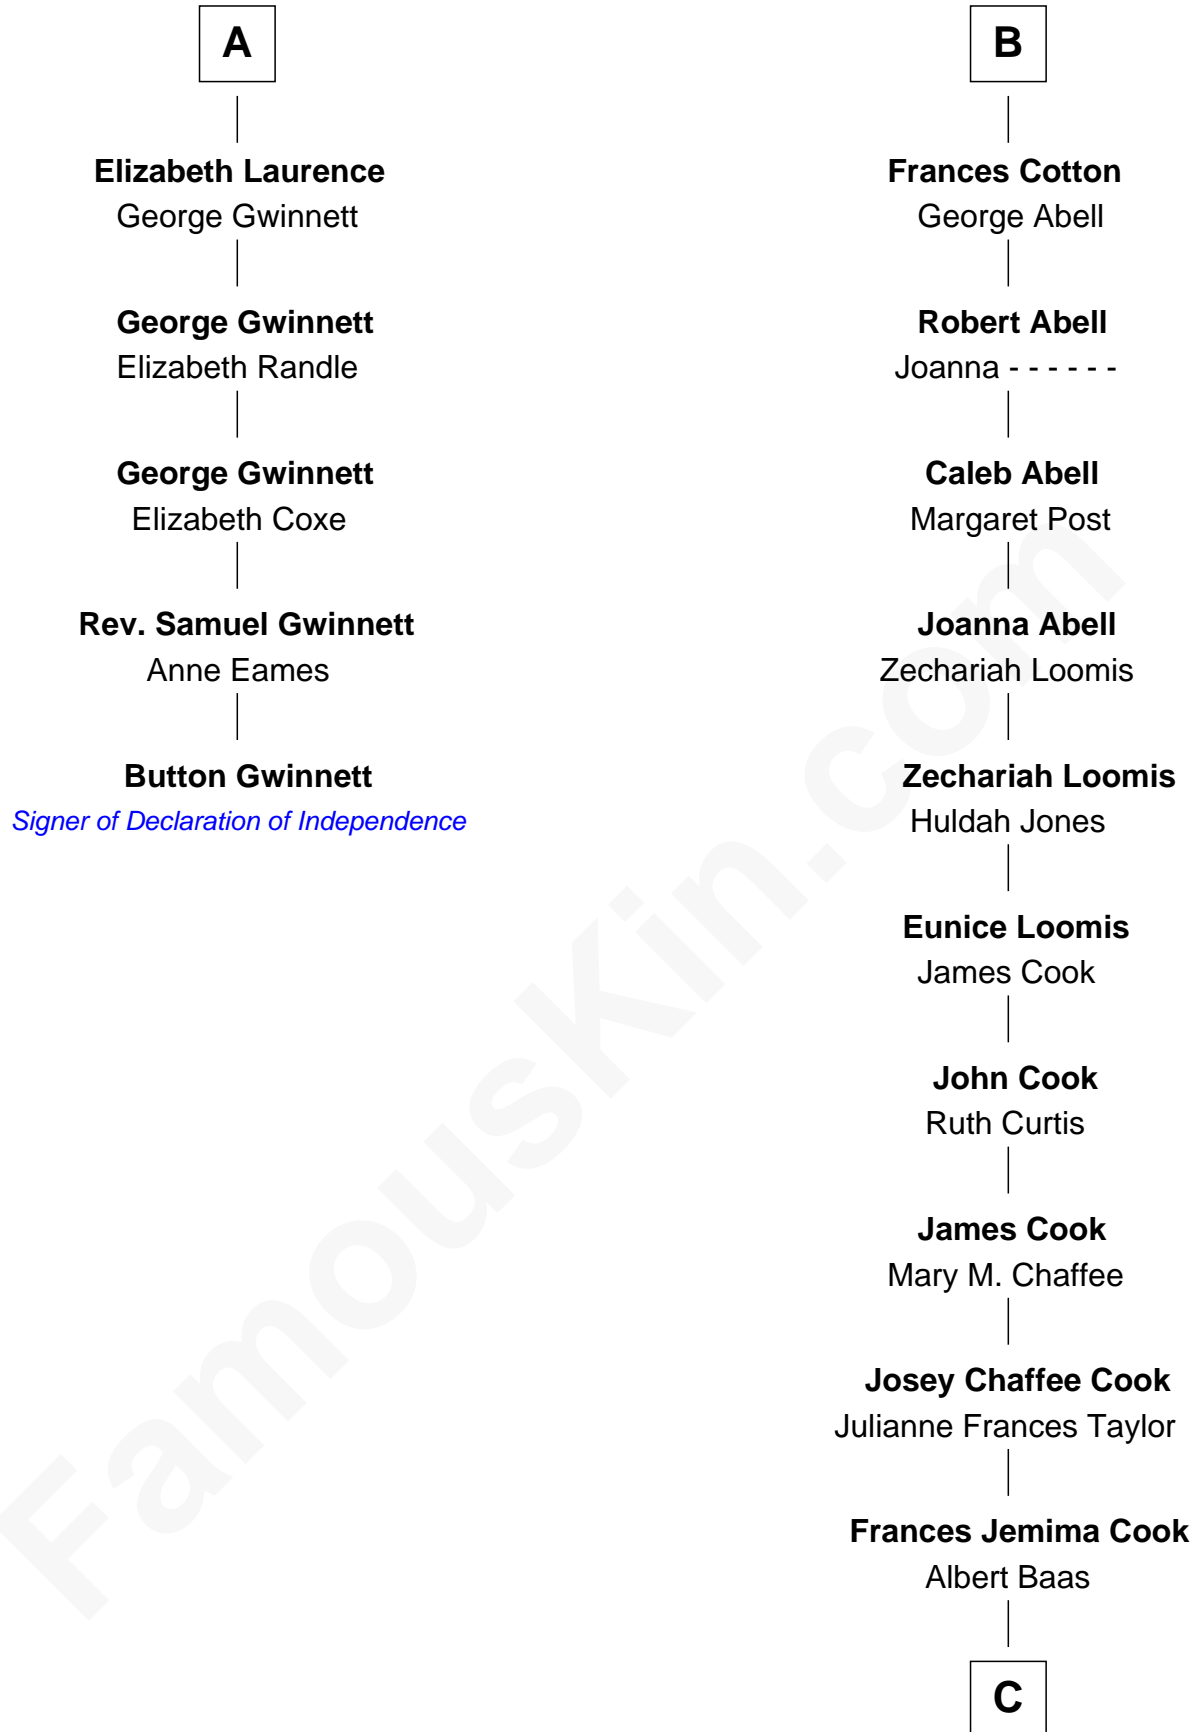 A
Elizabeth Laurence
George Gwinnett
George Gwinnett
Elizabeth Randle
George Gwinnett
Elizabeth Coxe
Rev. Samuel Gwinnett
Anne Eames
Button Gwinnett
Signer of Declaration of Independence
B
Frances Cotton
George Abell
Robert Abell
Joanna - - - - - -
Caleb Abell
Margaret Post
Joanna Abell
Zechariah Loomis
Zechariah Loomis
Huldah Jones
Eunice Loomis
James Cook
John Cook
Ruth Curtis
James Cook
Mary M. Chaffee
Josey Chaffee Cook
Julianne Frances Taylor
Frances Jemima Cook
Albert Baas
C
FamousKin.com